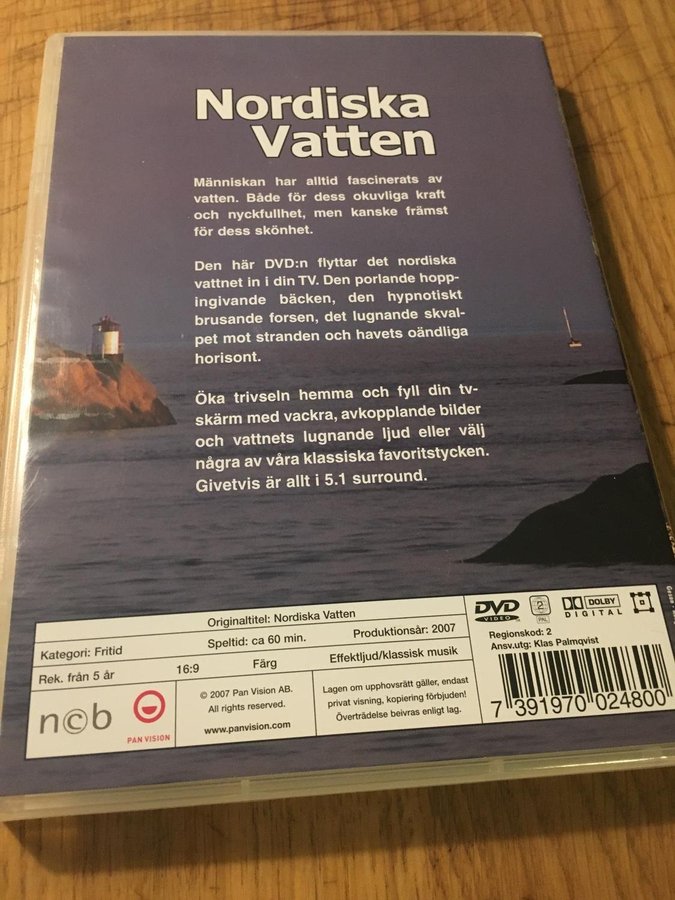 Nordiska
Vatten
Människan har alltid fascinerats av
vatten. Både för dess okuvliga kraft
och nyckfullhet, men kanske främst
för dess skönhet.
Den här DVD:n flyttar det nordiska
vattnet in i din TV. Den porlande hopp-
ingivande bäcken, den hypnotiskt
brusande forsen, det lugnande skval-
pet mot stranden och havets oändliga
horisont.
Öka trivseln hemma och fyll din tv-
skärm med vackra, avkopplande bilder
och vattnets lugnande ljud eller välj
några av våra klassiska favoritstycken.
Givetvis är allt i 5.1 surround.
Originaltitel: Nordiska Vatten
Kategori: Fritid Speltid: ca 60 min. Produktionsår: 2007
Rek. från 5 år 16:9 Färg Effektljud/klassisk musik
ncb
PAN VISION
© 2007 Pan Vision AB.
All rights reserved.
www.panvision.com
Lagen om upphovsrätt gäller, endast
privat visning, kopiering förbjuden!
Överträdelse beivras enligt lag.
DVD
VIDEO
2
PAL
DOLBY
DIGITAL
Regionskod: 2
Ansv.utg: Klas Palmqvist
7 391970 024800